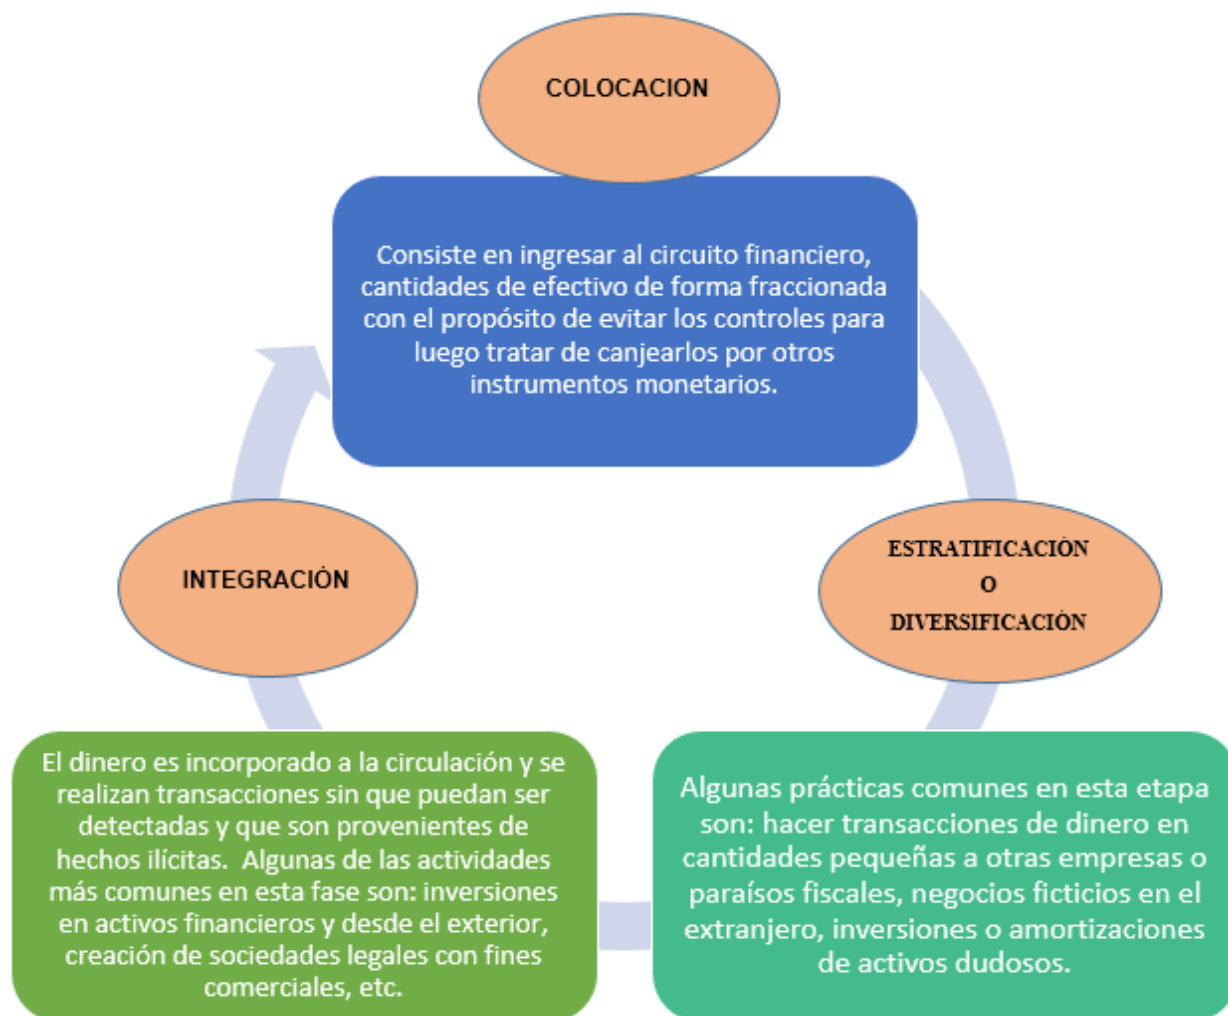 COLOCACION
Consiste en ingresar al circuito financiero,
cantidades de efectivo de forma fraccionada
con el propósito de evitar los controles para
luego tratar de canjearlos por otros
instrumentos monetarios.
ESTRATIFICACIÓN
O
DIVERSIFICACIÓN
Algunas prácticas comunes en esta etapa
son: hacer transacciones de dinero en
cantidades pequeñas a otras empresas o
paraísos fiscales, negocios ficticios en el
extranjero, inversiones o amortizaciones
de activos dudosos.
INTEGRACIÓN
El dinero es incorporado a la circulación y se
realizan transacciones sin que puedan ser
detectadas y que son provenientes de
hechos ilícitas. Algunas de las actividades
más comunes en esta fase son: inversiones
en activos financieros y desde el exterior,
creación de sociedades legales con fines
comerciales, etc.